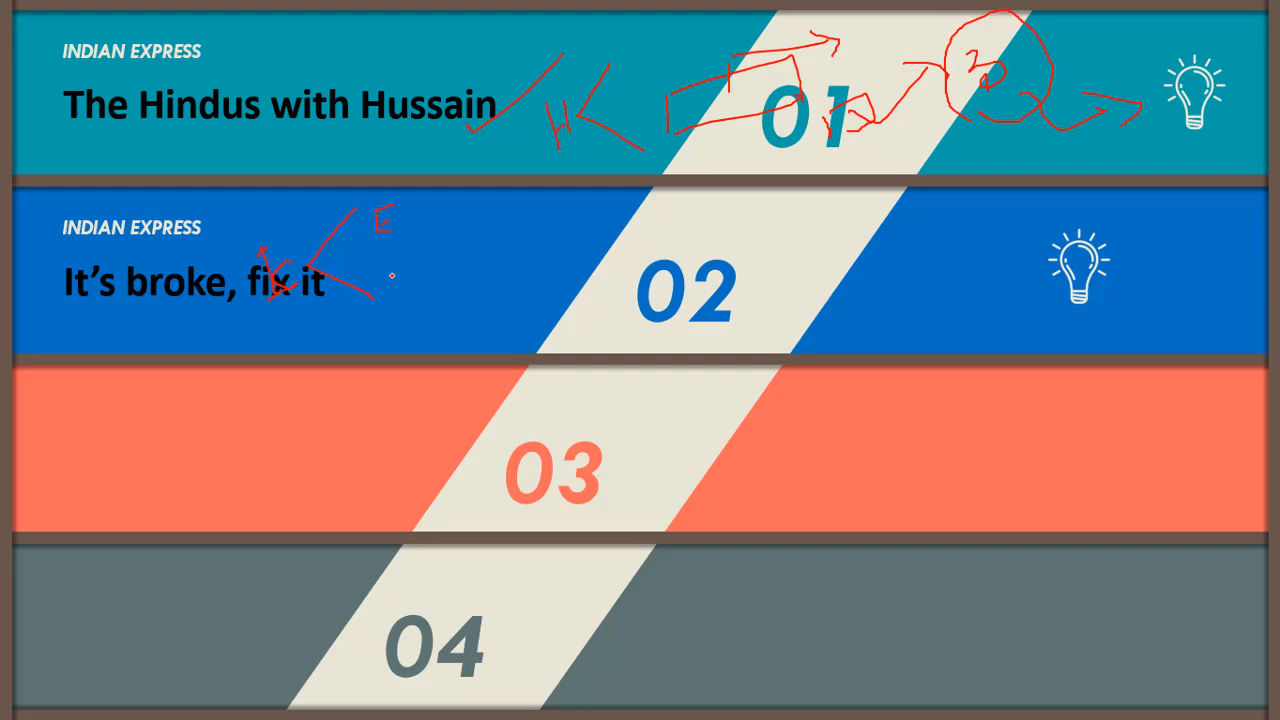 INDIAN EXPRESS
The Hindus with Hussain
01
INDIAN EXPRESS
It's broke, fix it
E
02
03
04